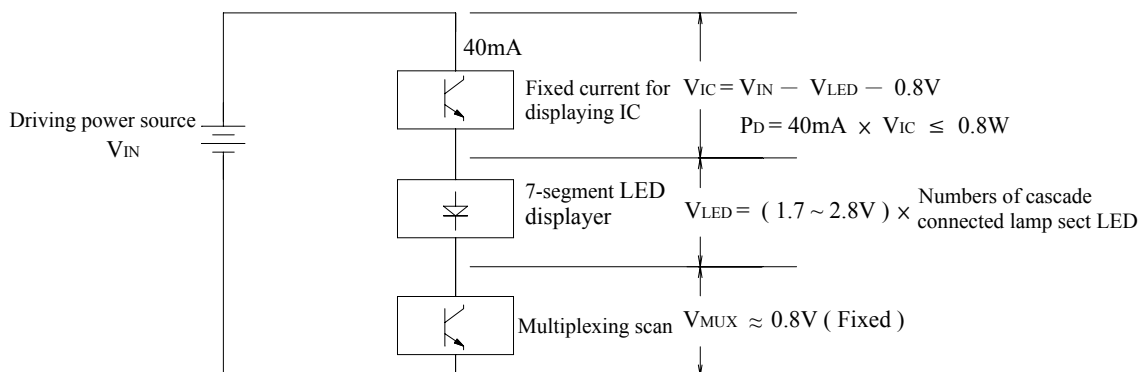 40mA
Driving power source
VIN
Fixed current for
displaying IC
VIC = VIN − VLED − 0.8V
PD = 40mA × VIC ≤ 0.8W
7-segment LED
displayer
VLED = ( 1.7 ~ 2.8V ) × Numbers of cascade
connected lamp sect LED
Multiplexing scan
VMUX ≈ 0.8V ( Fixed )